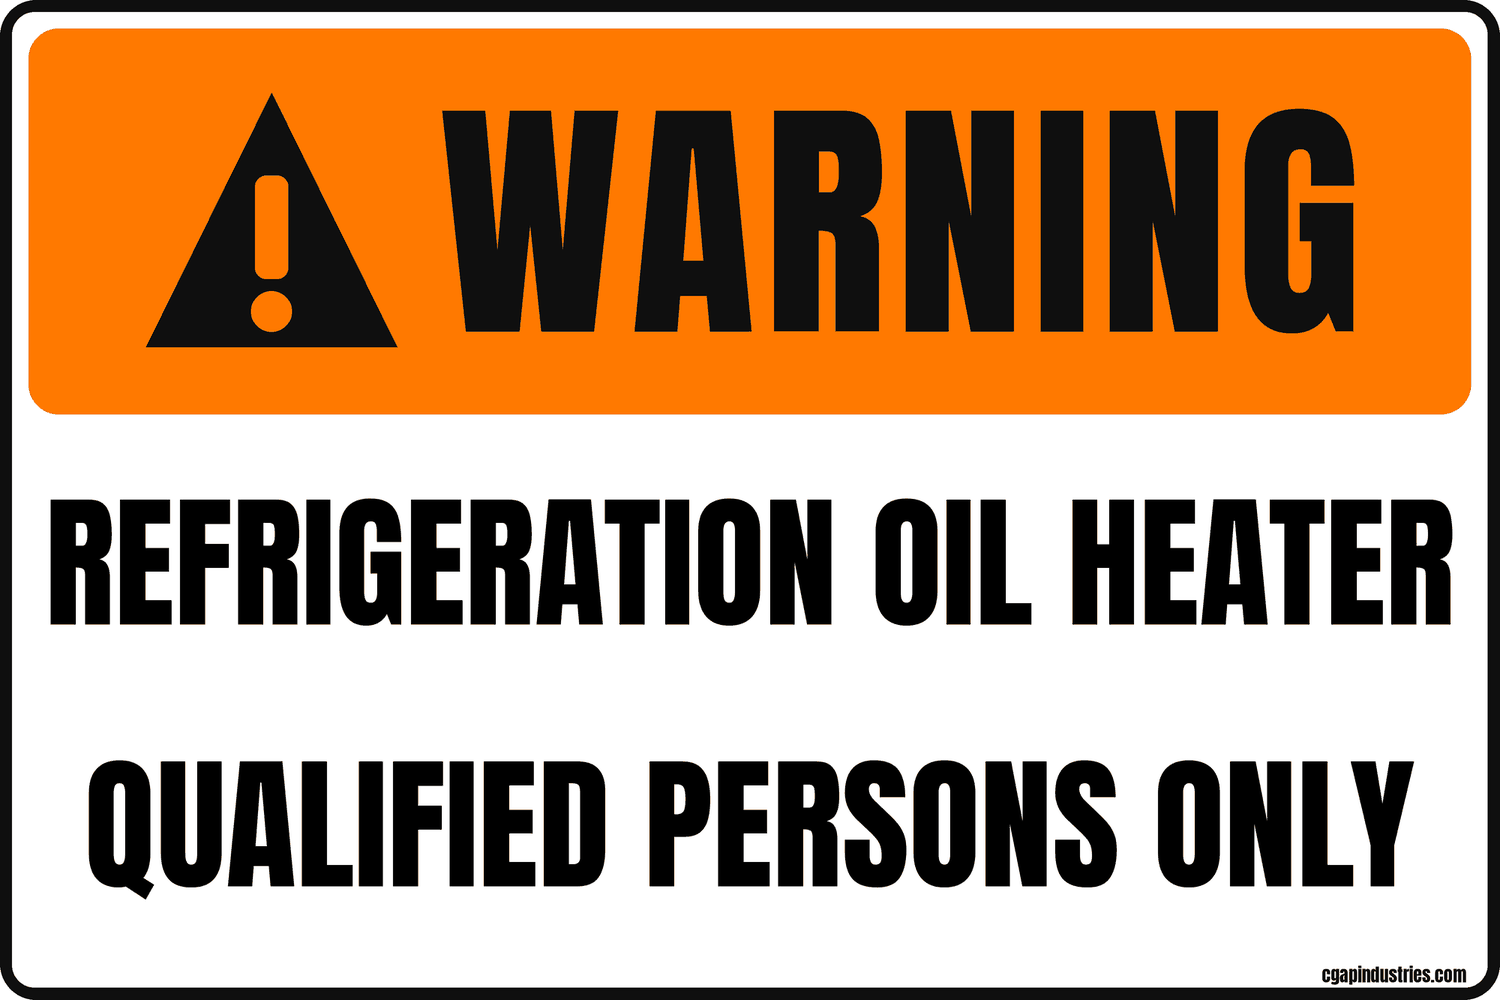 WARNING
REFRIGERATION OIL HEATER
QUALIFIED PERSONS ONLY
cgapindustries.com